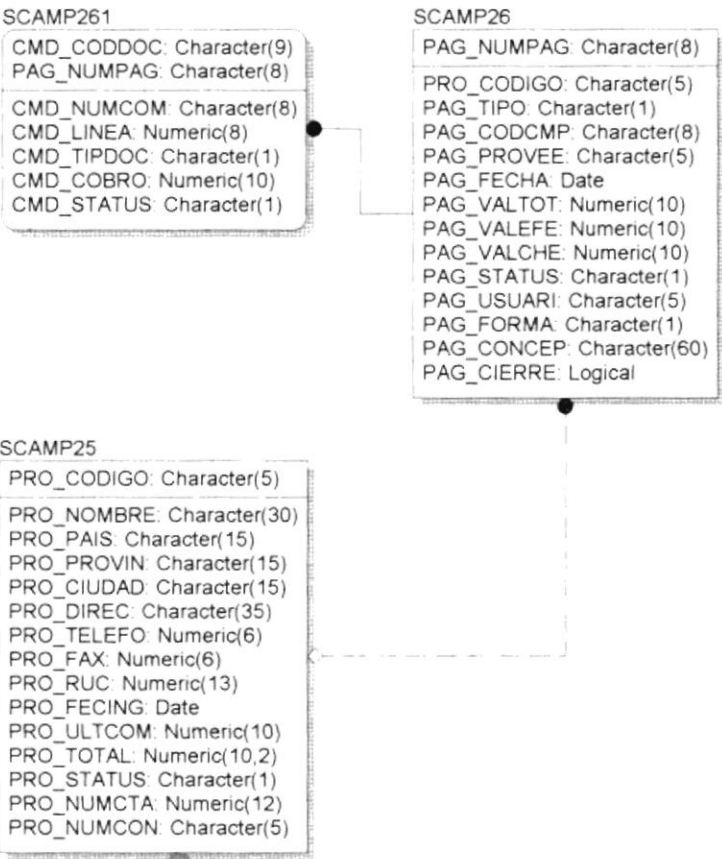 SCAMP261
CMD_CODDOC: Character(9)
PAG_NUMPAG: Character(8)
CMD_NUMCOM: Character(8)
CMD_LINEA: Numeric(8)
CMD_TIPDOC: Character(1)
CMD_COBRO: Numeric(10)
CMD_STATUS: Character(1)
SCAMP26
PAG_NUMPAG: Character(8)
PRO_CODIGO: Character(5)
PAG_TIPO: Character(1)
PAG_CODCMP: Character(8)
PAG_PROVEE: Character(5)
PAG_FECHA: Date
PAG_VALTOT: Numeric(10)
PAG_VALEFE: Numeric(10)
PAG_VALCHE: Numeric(10)
PAG_STATUS: Character(1)
PAG_USUARI: Character(5)
PAG_FORMA: Character(1)
PAG_CONCEP: Character(60)
PAG_CIERRE: Logical
SCAMP25
PRO_CODIGO: Character(5)
PRO_NOMBRE: Character(30)
PRO_PAIS: Character(15)
PRO_PROVIN: Character(15)
PRO_CIUDAD: Character(15)
PRO_DIREC: Character(35)
PRO_TELEFO: Numeric(6)
PRO_FAX: Numeric(6)
PRO_RUC: Numeric(13)
PRO_FECING: Date
PRO_ULTCOM: Numeric(10)
PRO_TOTAL: Numeric(10,2)
PRO_STATUS: Character(1)
PRO_NUMCTA: Numeric(12)
PRO_NUMCON: Character(5)